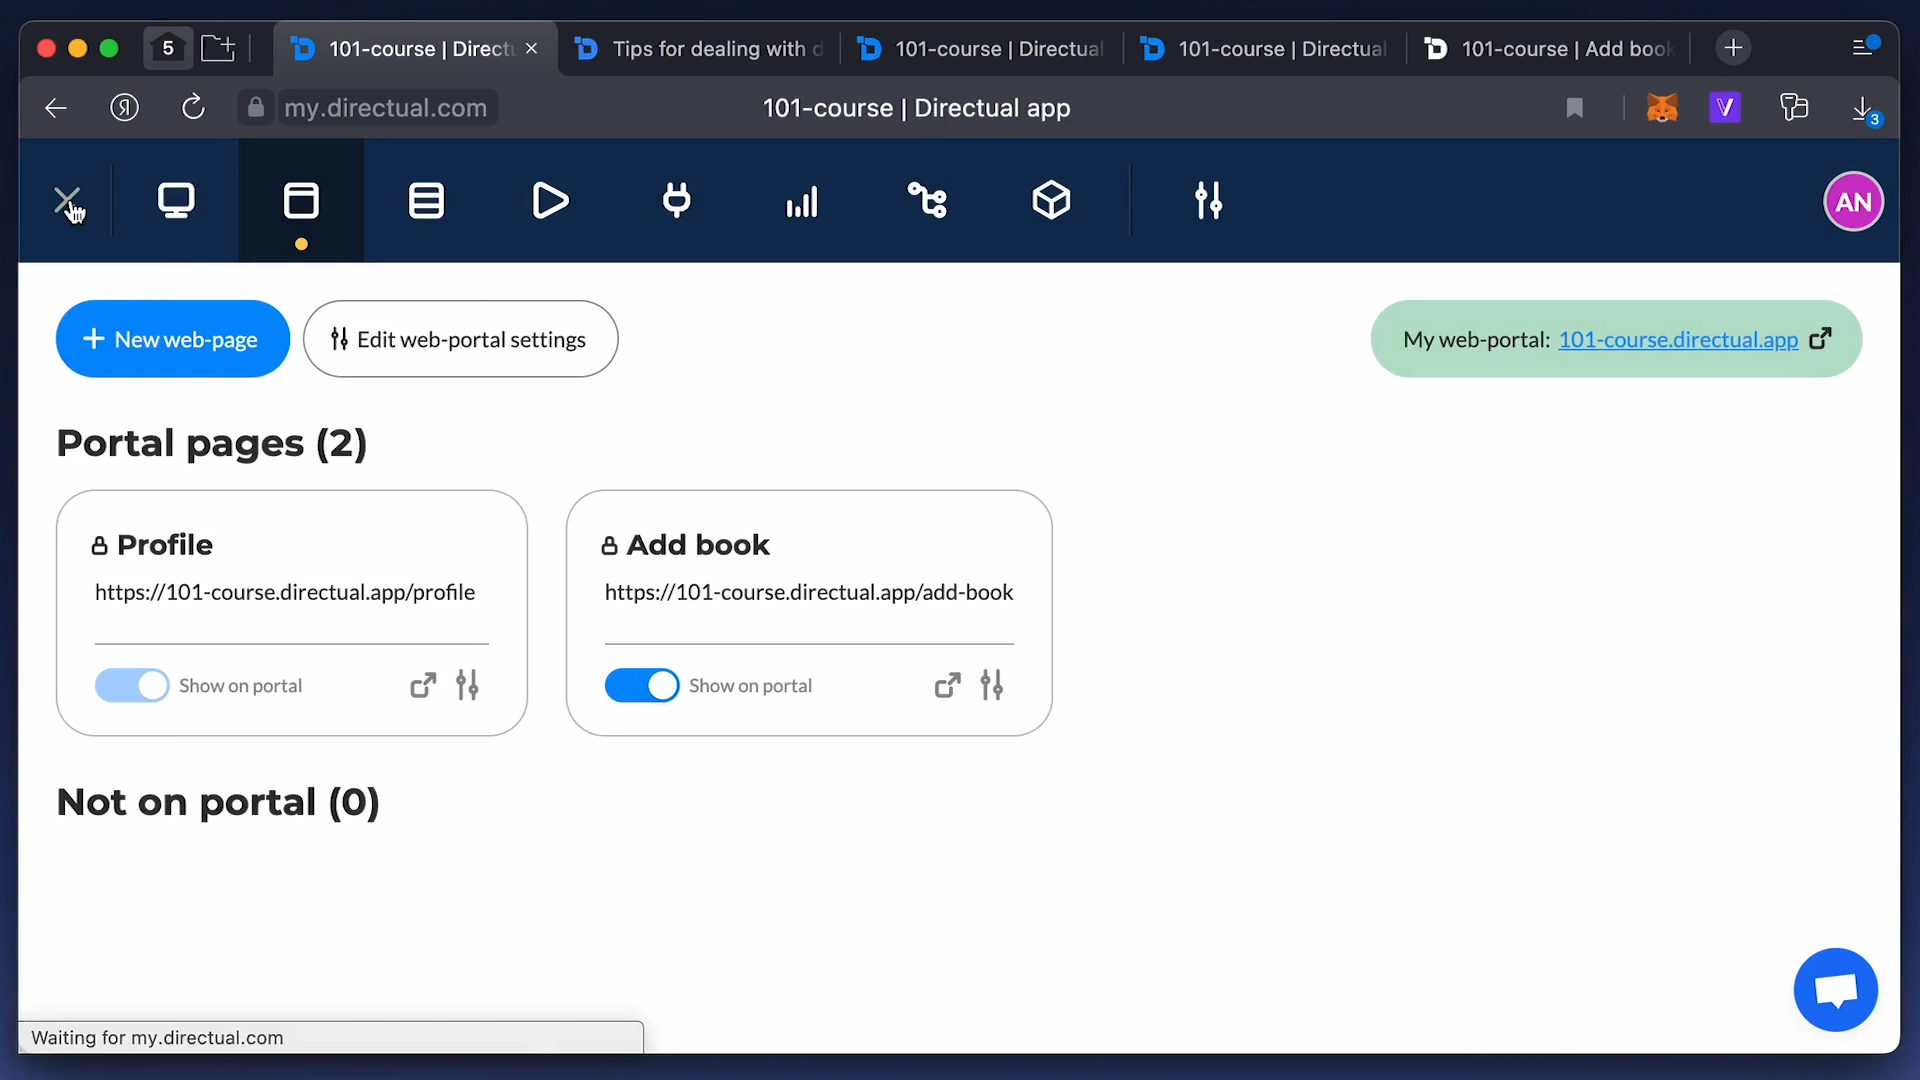 5
101-course | Direct
Tips for dealing with d
101-course | Directual
101-course | Directual
101-course | Add book
Я
my.directual.com
101-course | Directual app
V
3
AN
+ New web-page
Edit web-portal settings
My web-portal: 101-course.directual.app
Portal pages (2)
Profile
Add book
https://101-course.directual.app/profile
https://101-course.directual.app/add-book
Show on portal
Show on portal
Not on portal (0)
Waiting for my.directual.com